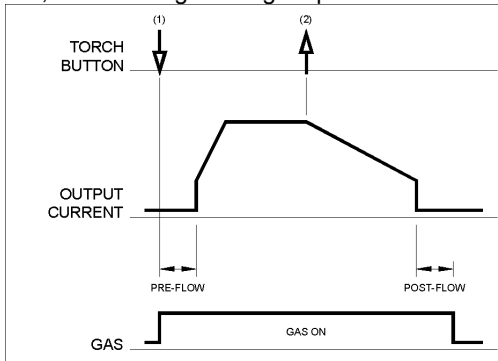 (1)
(2)
TORCH
BUTTON
OUTPUT
CURRENT
PRE-FLOW
POST-FLOW
GAS
GAS ON